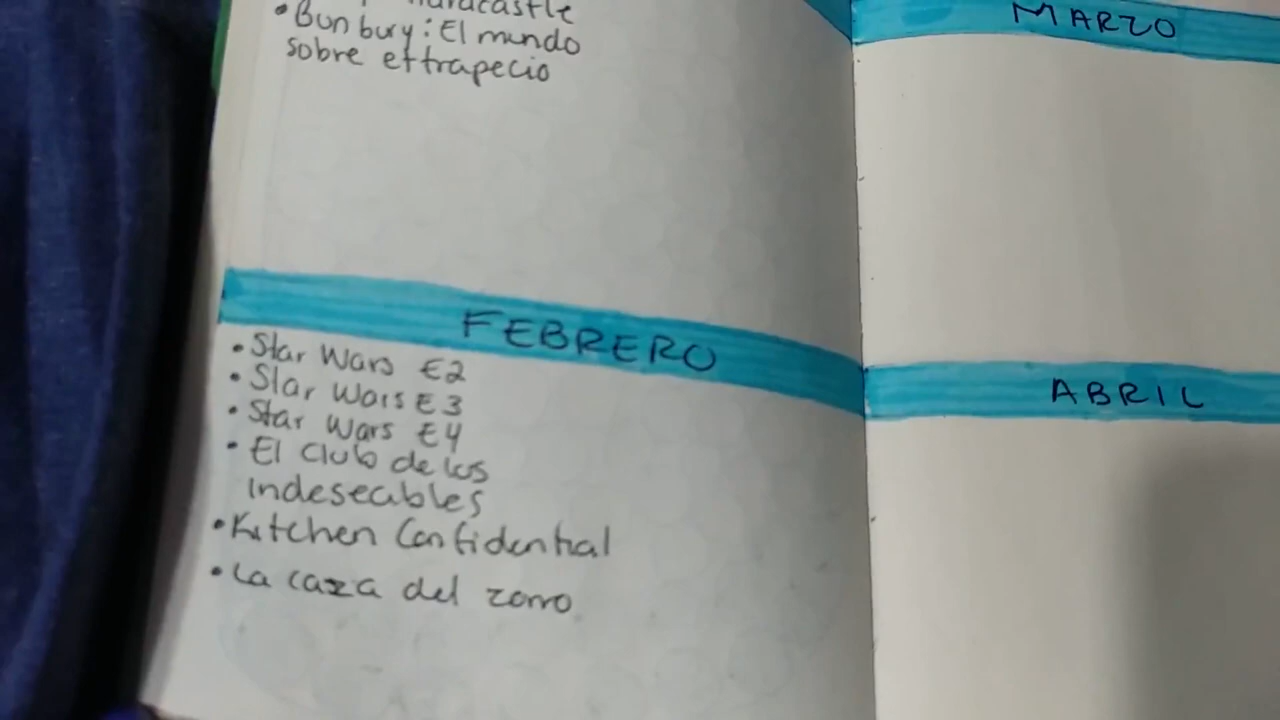 Hardcastle
• Bunbury: El mundo
sobre el trapecio
FEBRERO
• Star Wars E2
• Star Wars E3
• Star Wars E4
• El Club de los
Indeseables
• Kitchen Confidential
• La caza del zorro
MARZO
ABRIL